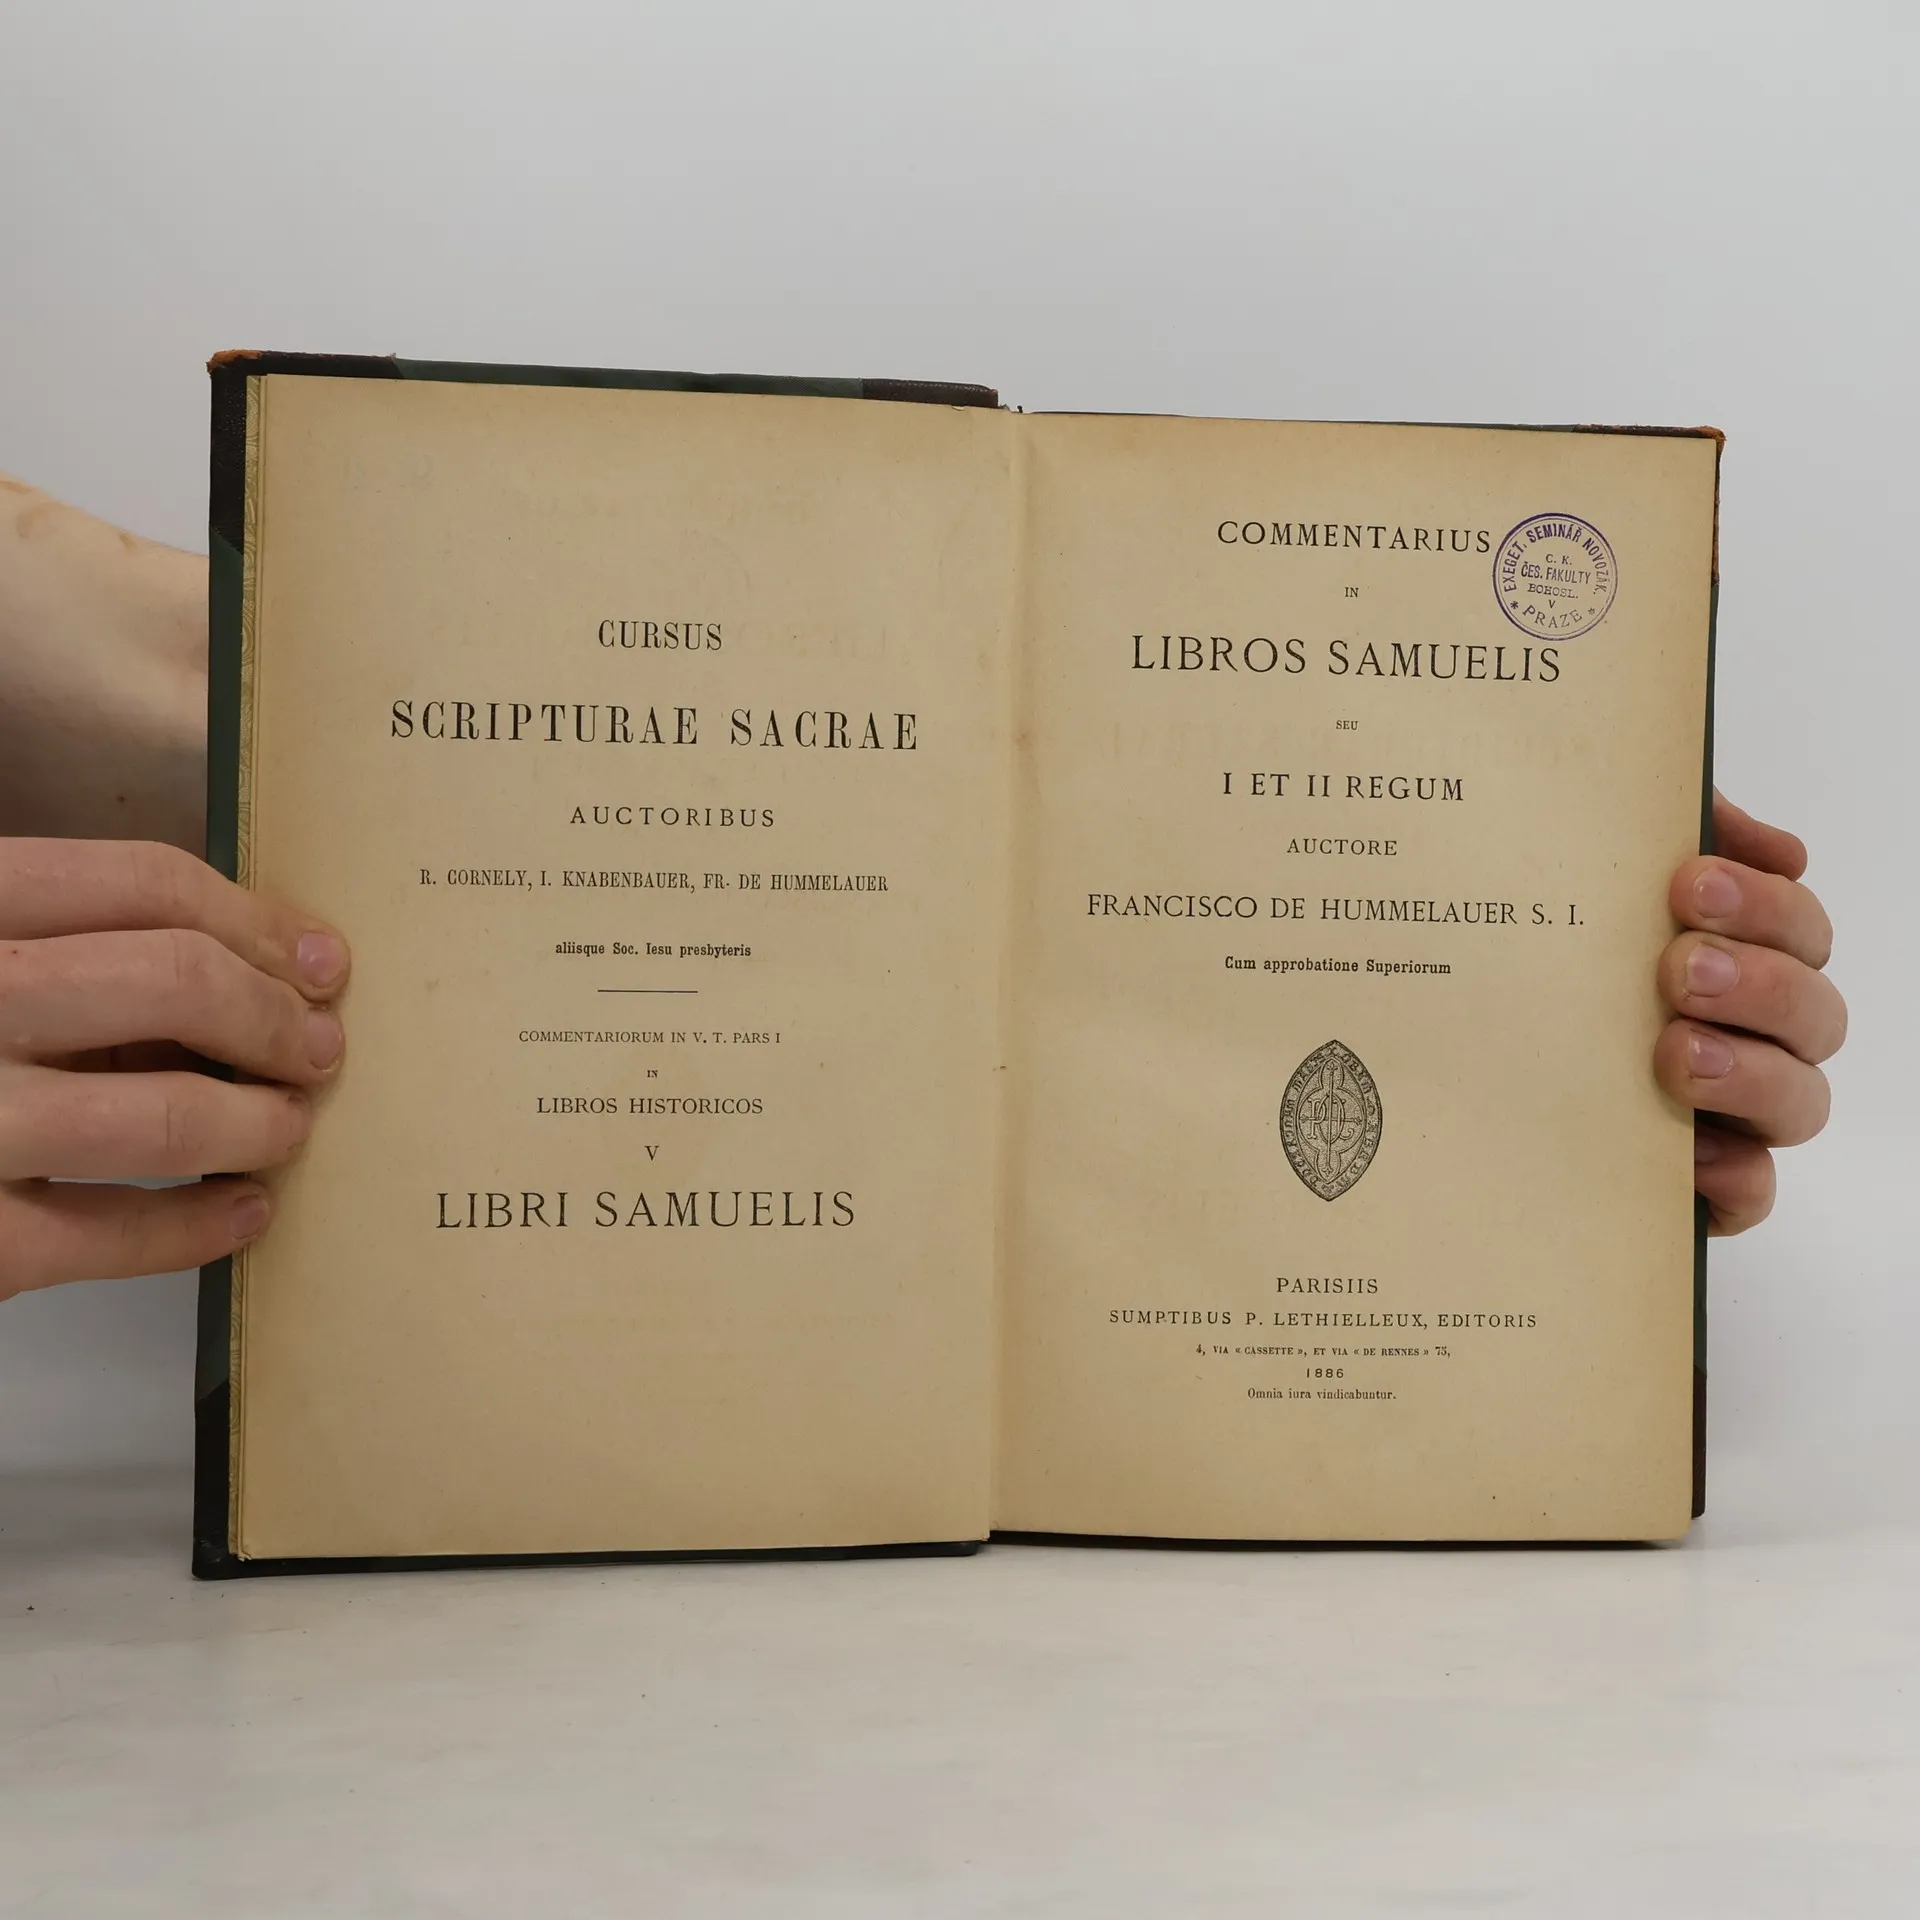 CURSUS
SCRIPTURAE SACRAE
AUCTORIBUS
R. CORNELY, I. KNABENBAUER, FR. DE HUMMELAUER
aliisque Soc. Iesu presbyteris
COMMENTARIORUM IN V. T. PARS I
IN
LIBROS HISTORICOS
V
LIBRI SAMUELIS
COMMENTARIUS
IN
LIBROS SAMUELIS
SEU
I ET II REGUM
AUCTORE
FRANCISCO DE HUMMELAUER S. I.
Cum approbatione Superiorum
PARISIIS
SUMPTIBUS P. LETHIELLEUX, EDITORIS
4, VIA « CASSETTE », ET VIA « DE RENNES » 75,
1886
Omnia iura vindicabuntur.
EXEGET. SEMINÁŘ NOVOZÁK.
C. K.
ČES. FAKULTY
BOHOSL.
V
* PRAZE *